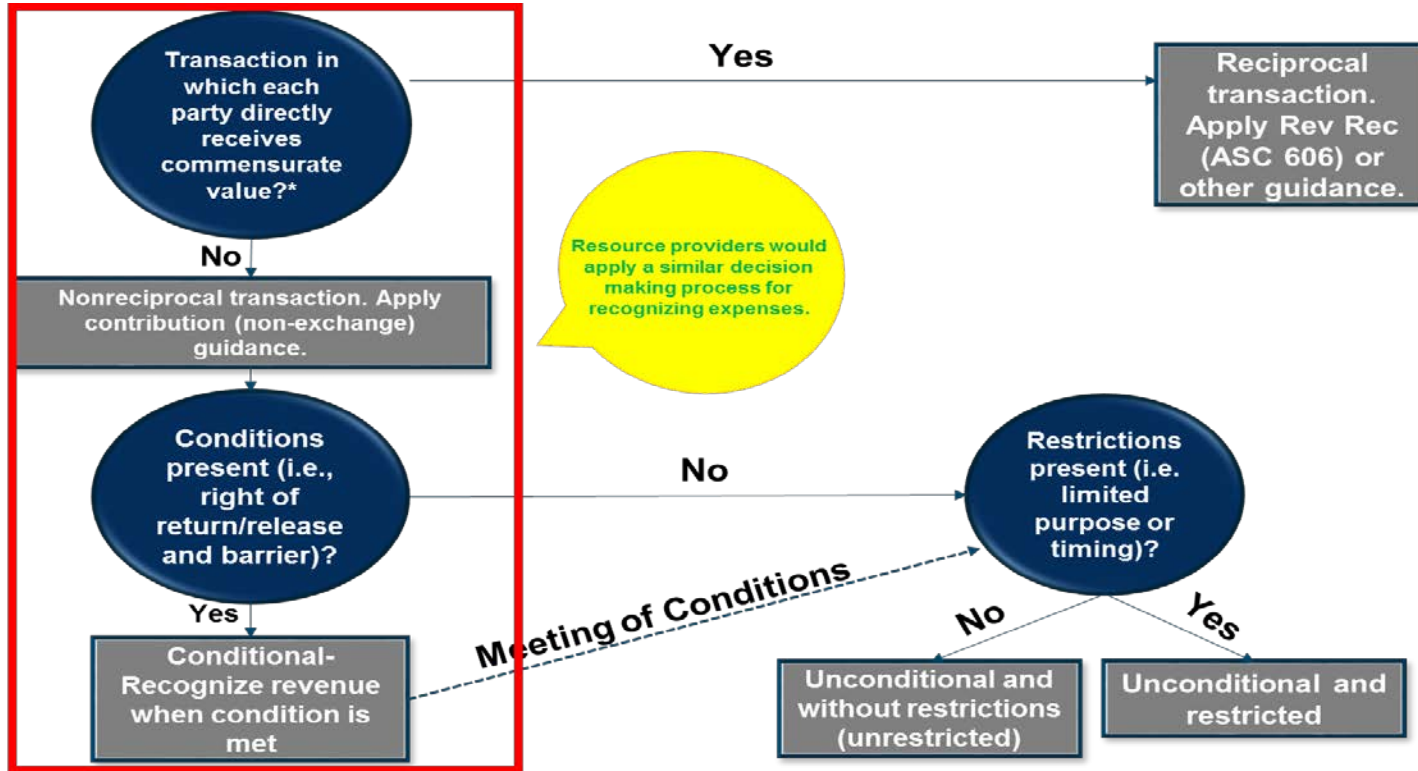 Transaction in
which each
party directly
receives
commensurate
value?*
Yes
Reciprocal
transaction.
Apply Rev Rec
(ASC 606) or
other guidance.
No
Nonreciprocal transaction. Apply
contribution (non-exchange)
guidance.
Resource providers would
apply a similar decision
making process for
recognizing expenses.
Conditions
present (i.e.,
right of
return/release
and barrier)?
No
Restrictions
present (i.e.
limited
purpose or
timing)?
Yes
Conditional-
Recognize revenue
when condition is
met
Meeting of Conditions
No
Yes
Unconditional and
without restrictions
(unrestricted)
Unconditional and
restricted